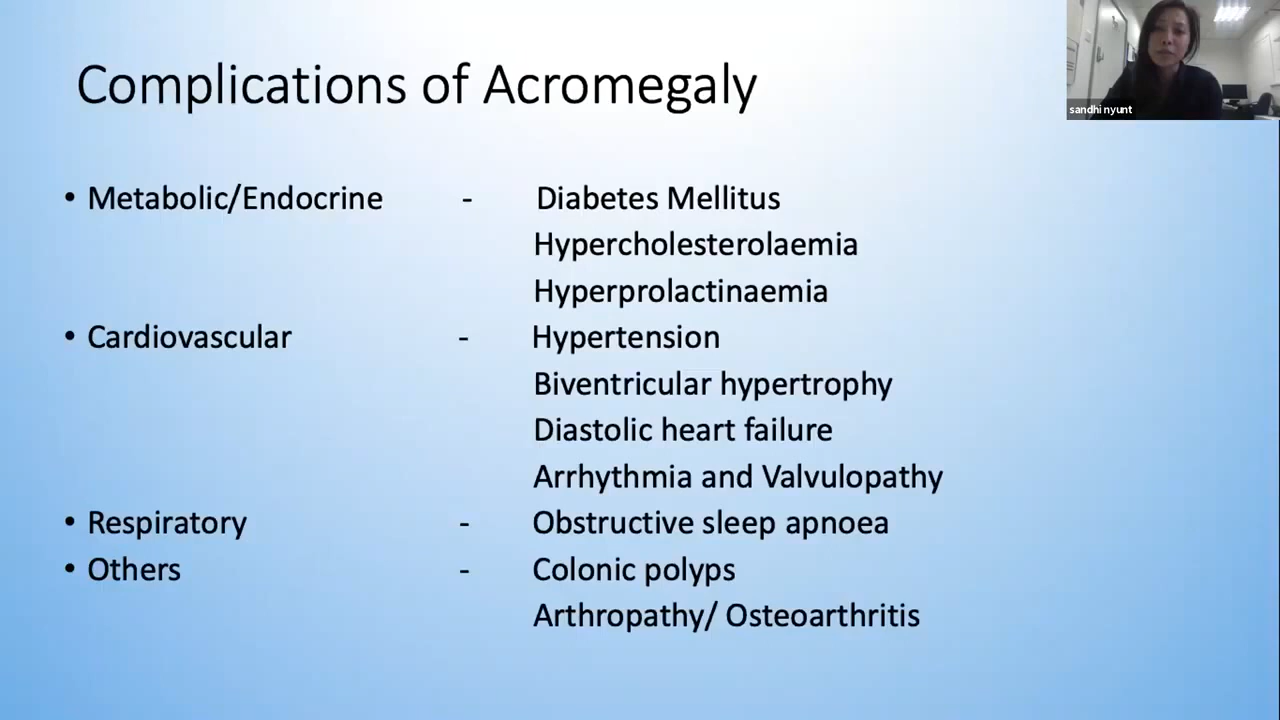 Complications of Acromegaly
sandhi nyunt
• Metabolic/Endocrine - Diabetes Mellitus
Hypercholesterolaemia
Hyperprolactinaemia
• Cardiovascular - Hypertension
Biventricular hypertrophy
Diastolic heart failure
Arrhythmia and Valvulopathy
• Respiratory - Obstructive sleep apnoea
• Others - Colonic polyps
Arthropathy/ Osteoarthritis